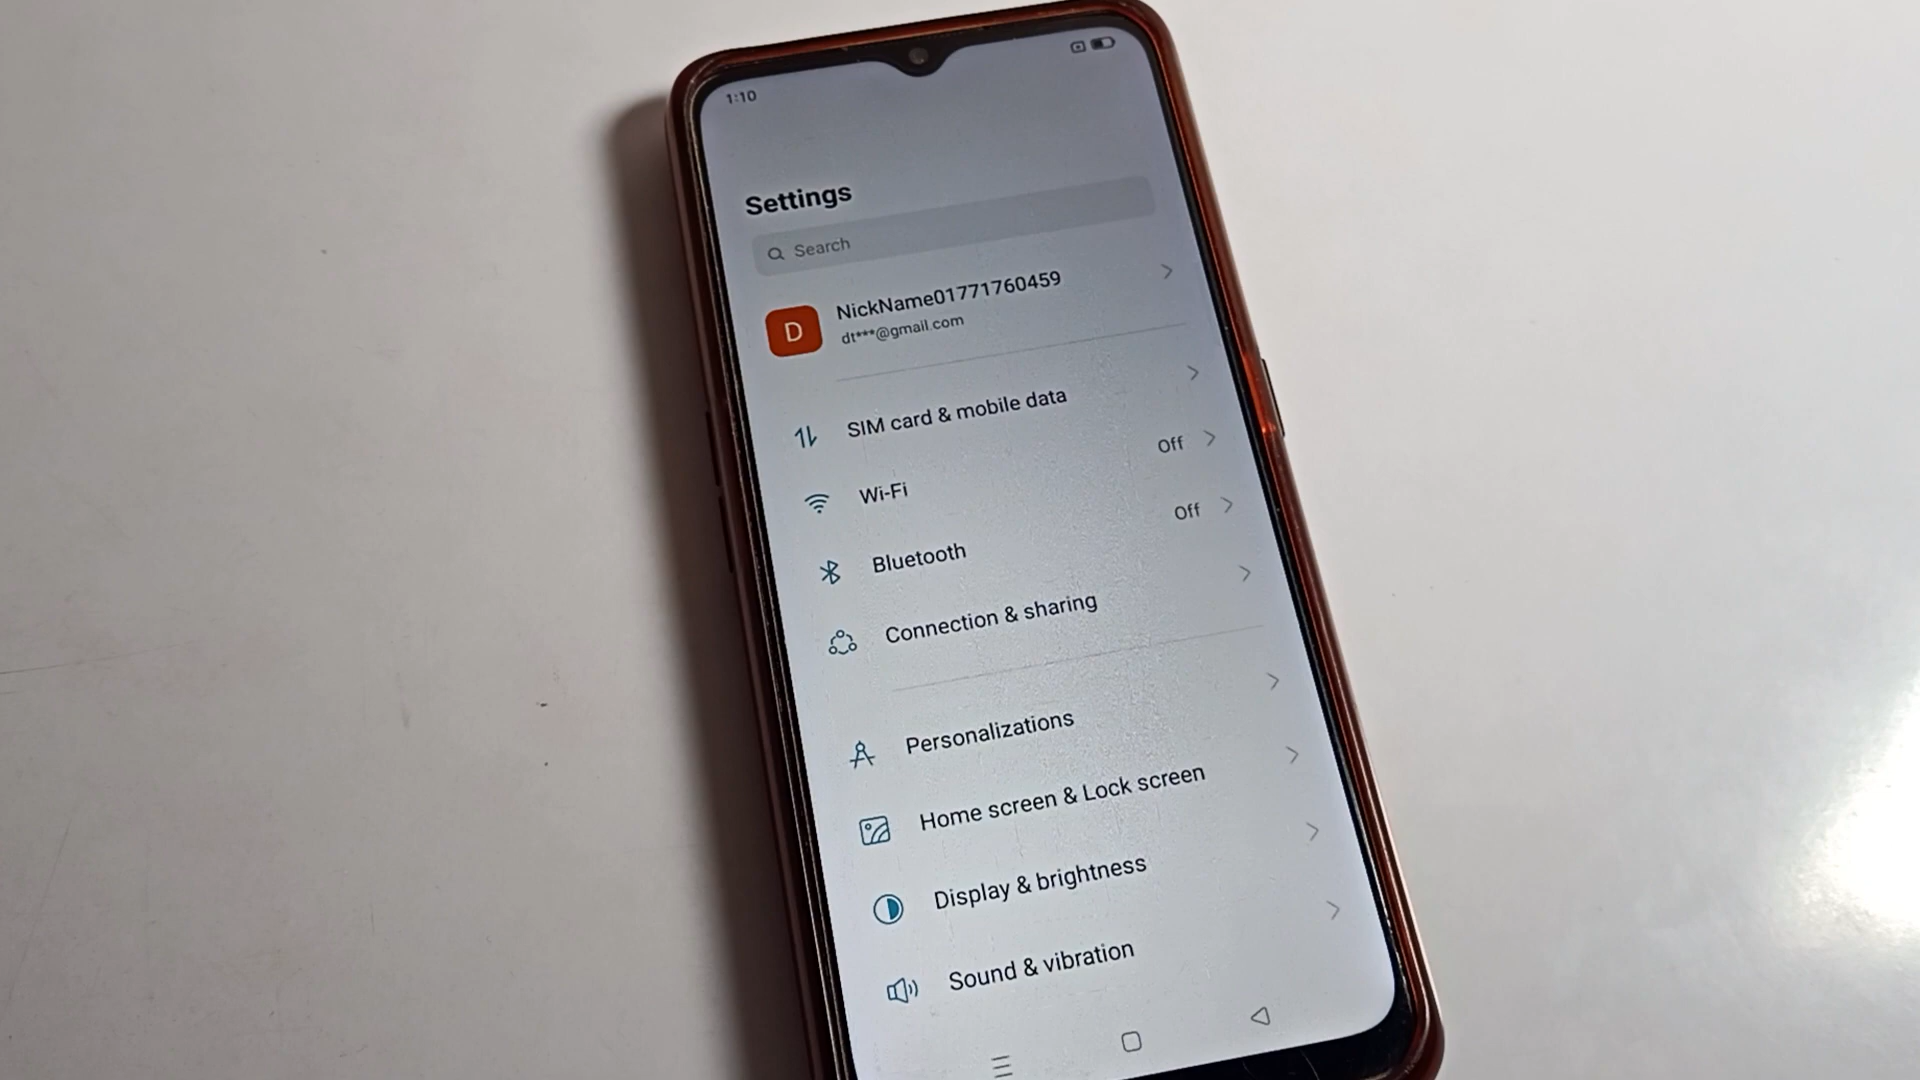 1:10
Settings
Search
D
NickName01771760459
dt***@gmail.com
SIM card & mobile data
Wi-Fi
Off
Bluetooth
Off
Connection & sharing
Personalizations
Home screen & Lock screen
Display & brightness
Sound & vibration